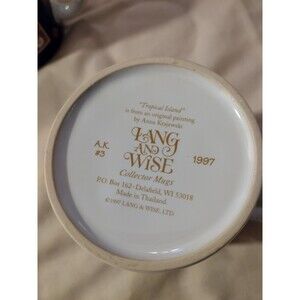 "Tropical Island"
is from an original painting
by Anna Krajewski
LANG
AND
WISE
A.K.
#3
1997
Collector Mugs
P.O. Box 162 · Delafield, WI 53018
Made in Thailand
©1997 LANG & WISE, LTD.